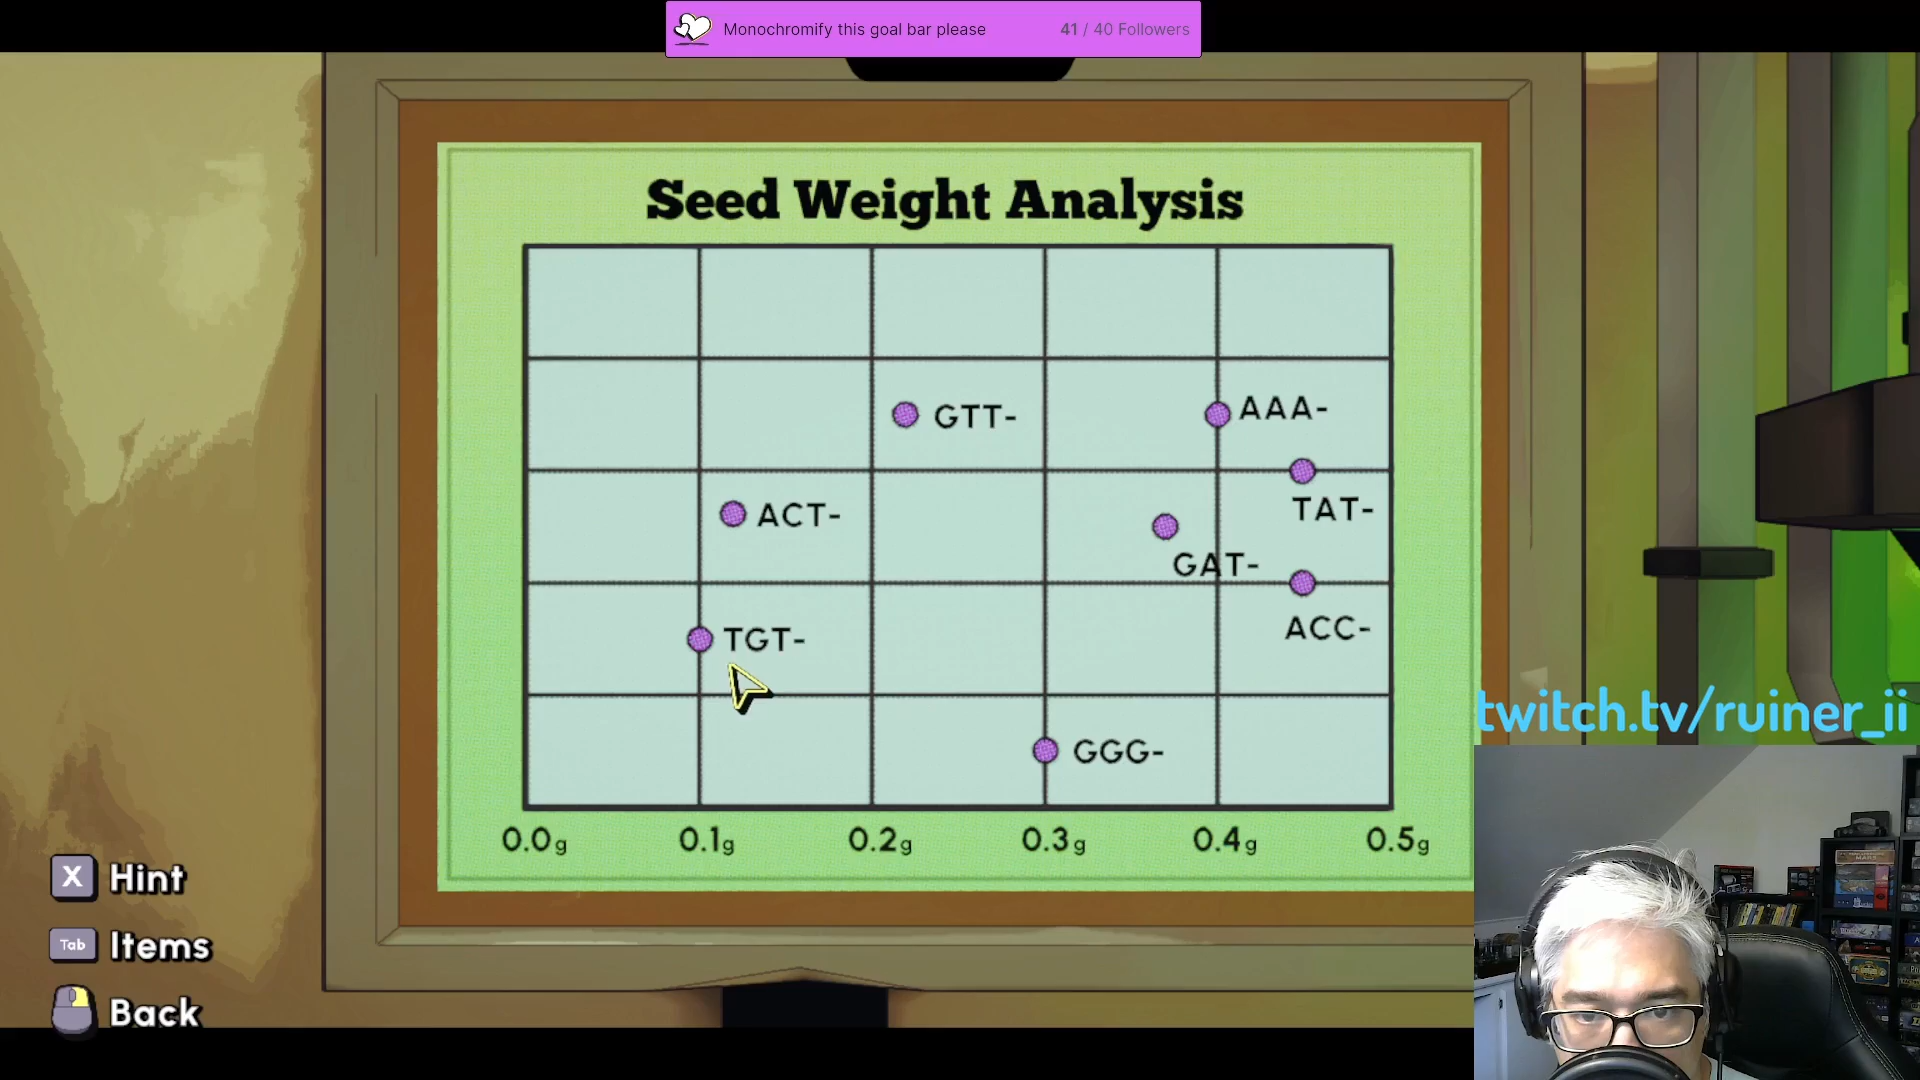 Monochromify this goal bar please 41 / 40 Followers
Seed Weight Analysis
GTT-
AAA-
TAT-
ACT-
GAT-
ACC-
TGT-
GGG-
0.0g 0.1g 0.2g 0.3g 0.4g 0.5g
twitch.tv/ruiner_ii
X Hint
Tab Items
Back